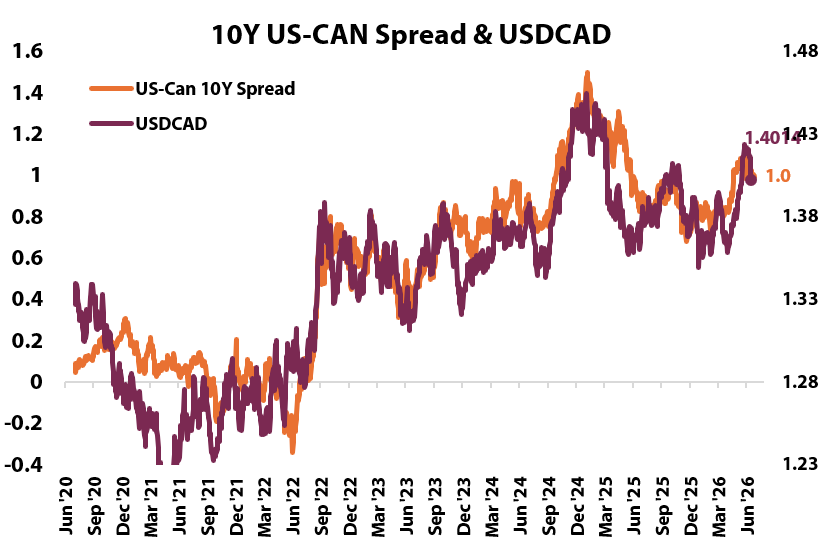 10Y US-CAN Spread & USDCAD
1.6
1.4
1.2
1
0.8
0.6
0.4
0.2
0
-0.2
-0.4
US-Can 10Y Spread
USDCAD
1.4014
1.0
1.48
1.43
1.38
1.33
1.28
1.23
Jun '20
Sep '20
Dec '20
Mar '21
Jun '21
Sep '21
Dec '21
Mar '22
Jun '22
Sep '22
Dec '22
Mar '23
Jun '23
Sep '23
Dec '23
Mar '24
Jun '24
Sep '24
Dec '24
Mar '25
Jun '25
Sep '25
Dec '25
Mar '26
Jun '26